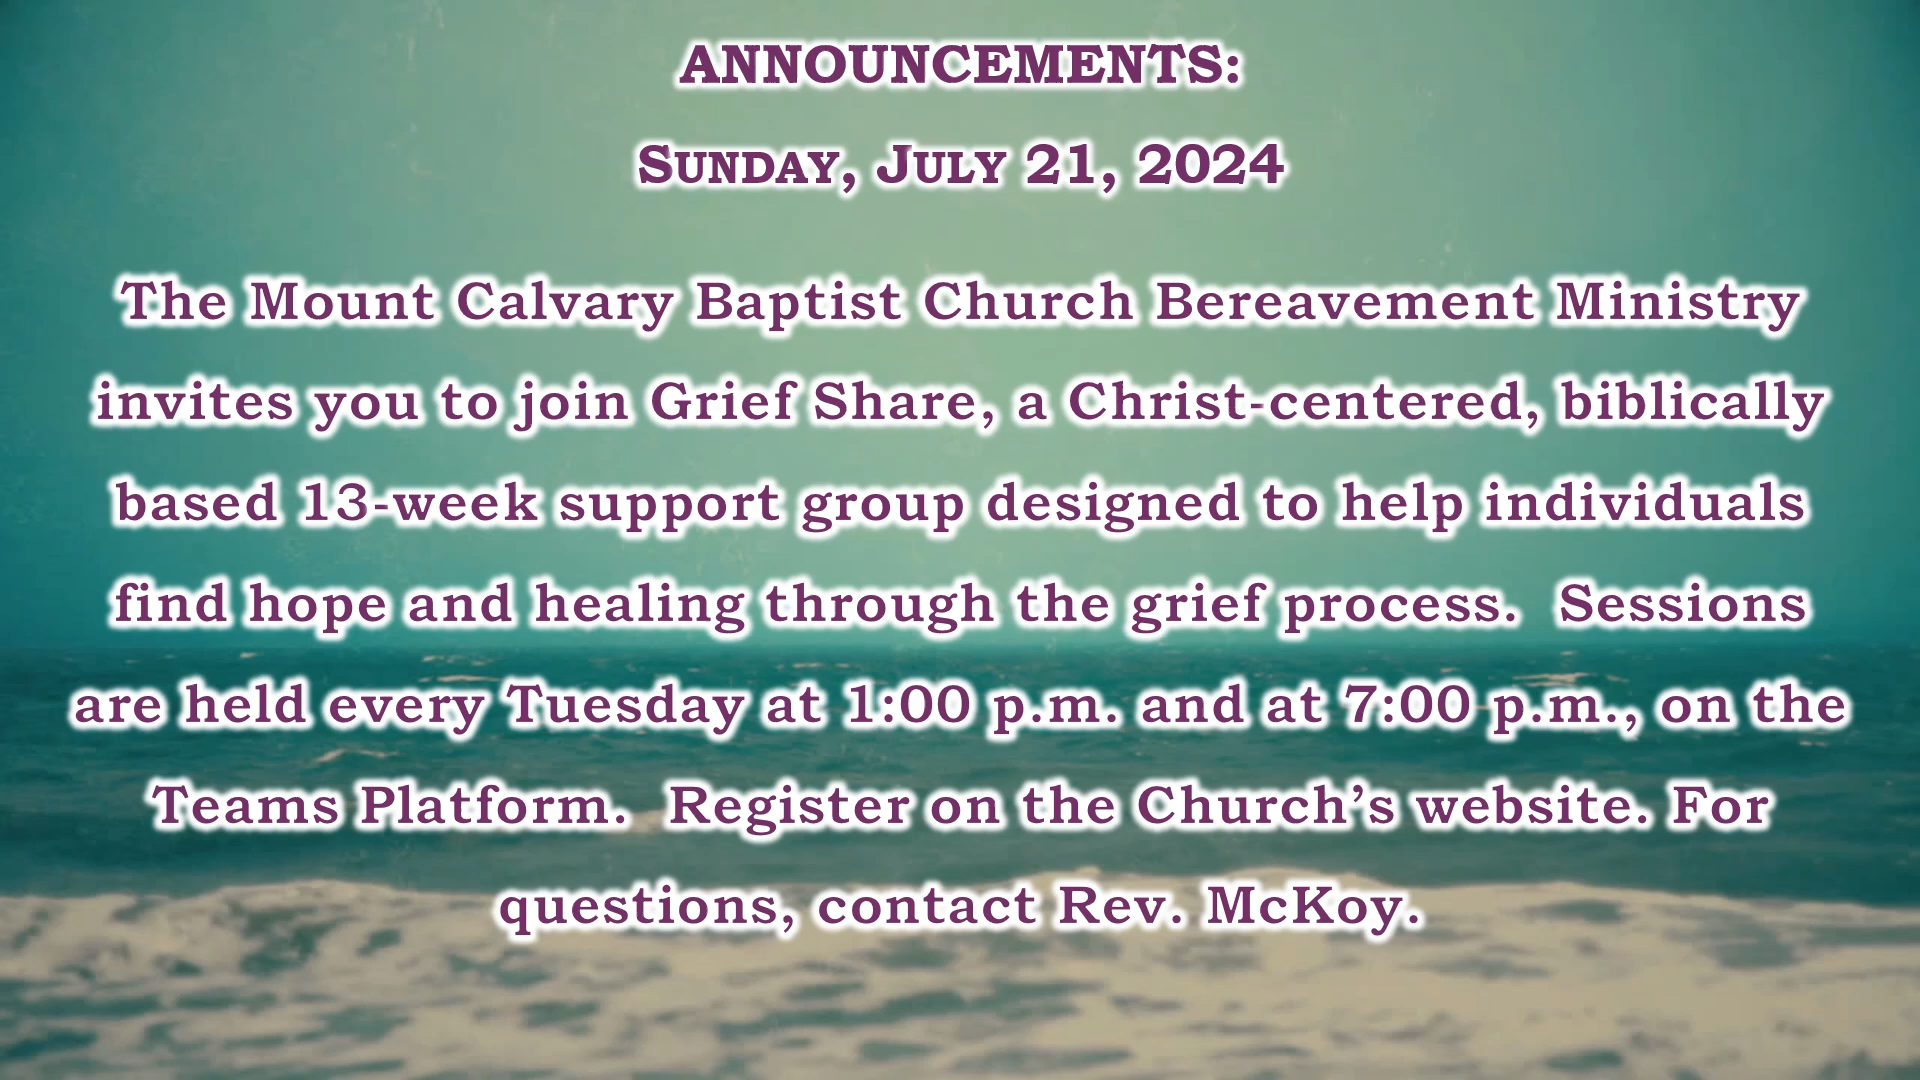 ANNOUNCEMENTS:
SUNDAY, JULY 21, 2024
The Mount Calvary Baptist Church Bereavement Ministry
invites you to join Grief Share, a Christ-centered, biblically
based 13-week support group designed to help individuals
find hope and healing through the grief process.  Sessions
are held every Tuesday at 1:00 p.m. and at 7:00 p.m., on the
Teams Platform.  Register on the Church’s website. For
questions, contact Rev. McKoy.